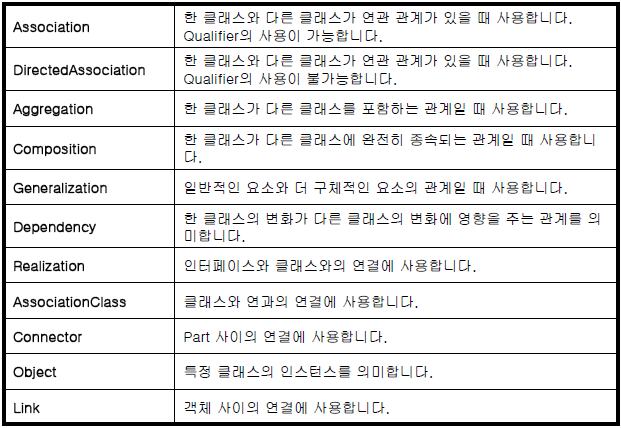 Association
한 클래스와 다른 클래스가 연관 관계가 있을 때 사용합니다.
Qualifier의 사용이 가능합니다.
DirectedAssociation
한 클래스와 다른 클래스가 연관 관계가 있을 때 사용합니다.
Qualifier의 사용이 불가능합니다.
Aggregation
한 클래스가 다른 클래스를 포함하는 관계일 때 사용합니다.
Composition
한 클래스가 다른 클래스에 완전히 종속되는 관계일 때 사용합니
다.
Generalization
일반적인 요소와 더 구체적인 요소의 관계일 때 사용합니다.
Dependency
한 클래스의 변화가 다른 클래스의 변화에 영향을 주는 관계를 의
미합니다.
Realization
인터페이스와 클래스와의 연결에 사용합니다.
AssociationClass
클래스와 연과의 연결에 사용합니다.
Connector
Part 사이의 연결에 사용합니다.
Object
특정 클래스의 인스턴스를 의미합니다.
Link
객체 사이의 연결에 사용합니다.